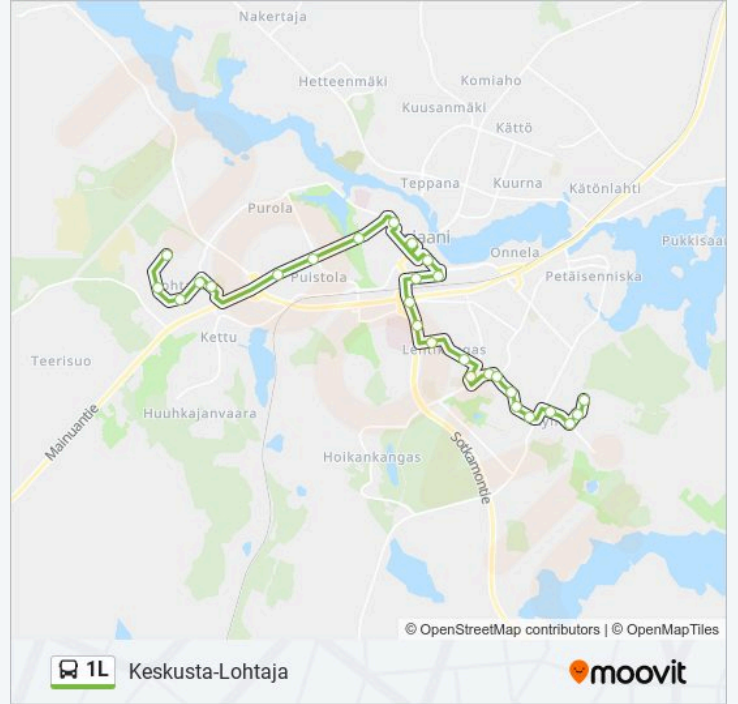 Nakertaja
Hetteenmäki
Komiaho
Kuusanmäki
Kättö
Teppana
Kuurna
Kätönlahti
Purola
Pukkisaa
Onnela
Puistola
Petäisenniska
Kettu
Teerisuo
Huuhkajanvaara
Mainuantie
Hoikankangas
Sotkamontie
© OpenStreetMap contributors | © OpenMapTiles
1L Keskusta-Lohtaja
moovit